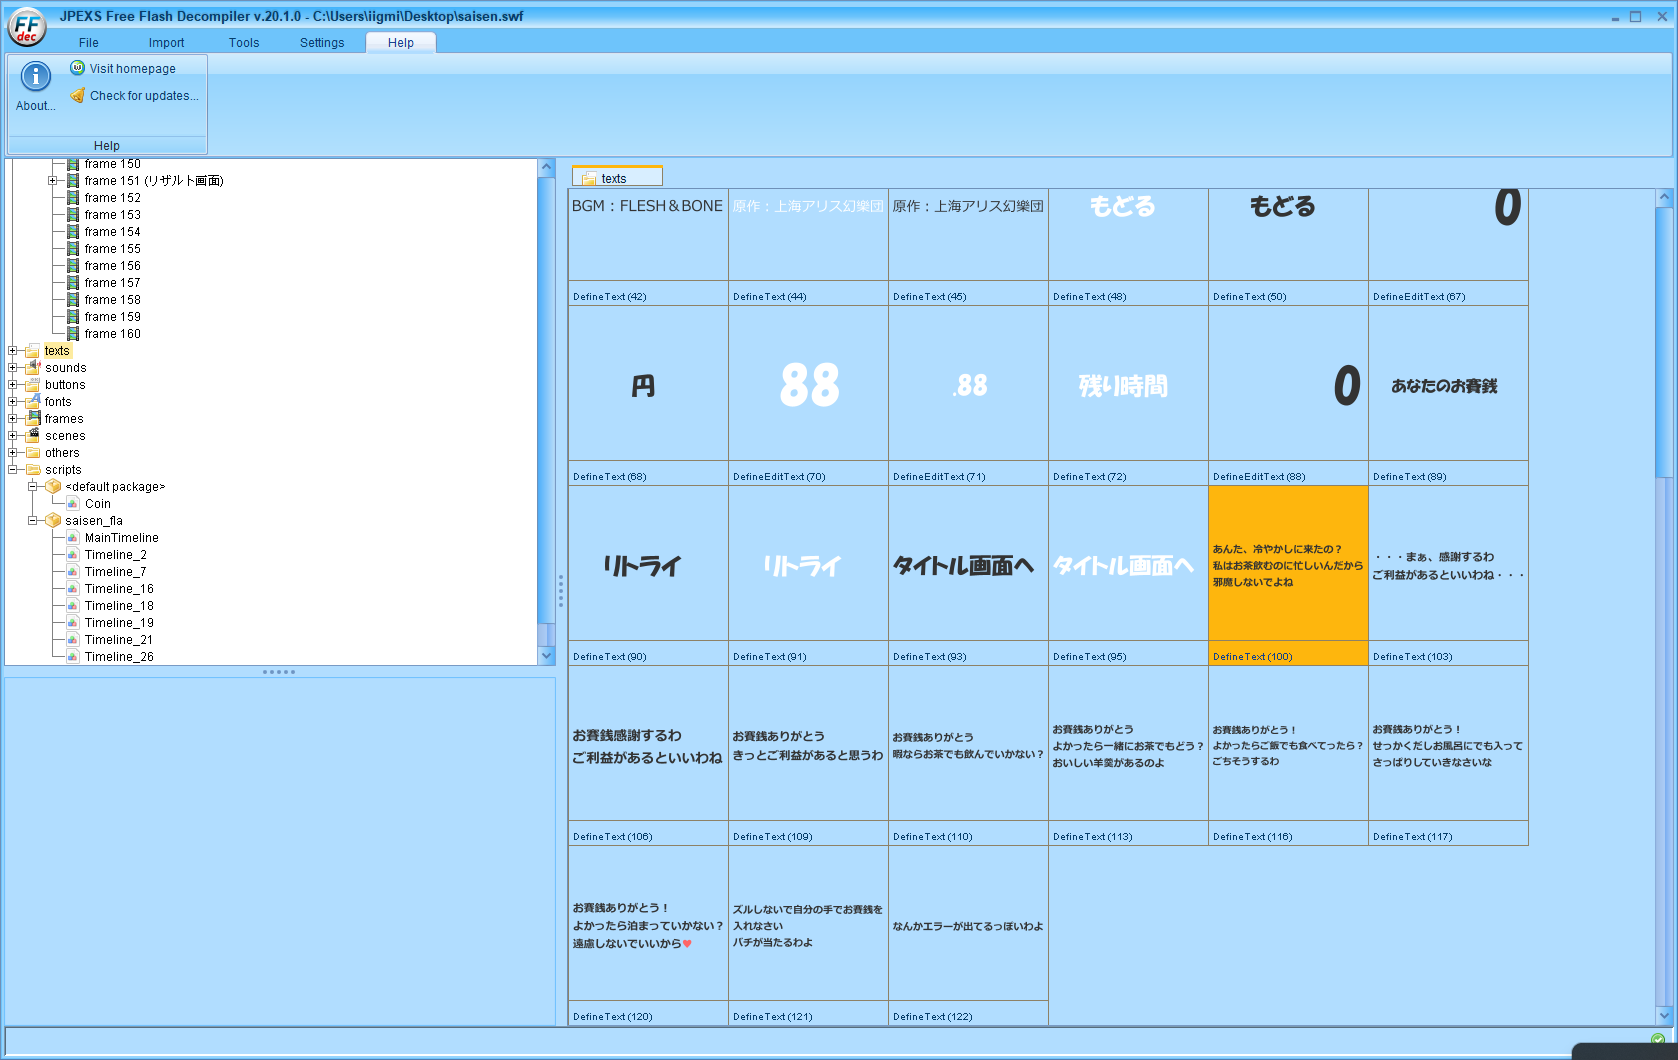 JPEXS Free Flash Decompiler v.20.1.0 - C:\Users\iigmi\Desktop\saisen.swf
FF
dec
File
Import
Tools
Settings
Help
About...
Visit homepage
Check for updates...
Help
frame 150
frame 151 (リザルト画面)
frame 152
frame 153
frame 154
frame 155
frame 156
frame 157
frame 158
frame 159
frame 160
texts
sounds
buttons
fonts
frames
scenes
others
scripts
<default package>
Coin
saisen_fla
MainTimeline
Timeline_2
Timeline_7
Timeline_16
Timeline_18
Timeline_19
Timeline_21
Timeline_26
texts
BGM：FLESH＆BONE
原作：上海アリス幻樂団
原作：上海アリス幻樂団
もどる
もどる
0
DefineText (42)
DefineText (44)
DefineText (45)
DefineText (48)
DefineText (50)
DefineEditText (67)
円
88
.88
残り時間
0
あなたのお賽銭
DefineText (68)
DefineEditText (70)
DefineEditText (71)
DefineText (72)
DefineEditText (88)
DefineText (89)
リトライ
リトライ
タイトル画面へ
タイトル画面へ
あんた、冷やかしに来たの？
私はお茶飲むのに忙しいんだから
邪魔しないでよね
・・・まぁ、感謝するわ
ご利益があるといいわね・・・
DefineText (90)
DefineText (91)
DefineText (93)
DefineText (95)
DefineText (100)
DefineText (103)
お賽銭感謝するわ
ご利益があるといいわね
お賽銭ありがとう
きっとご利益があると思うわ
お賽銭ありがとう
暇ならお茶でも飲んでいかない？
お賽銭ありがとう
よかったら一緒にお茶でもどう？
おいしい羊羹があるのよ
お賽銭ありがとう！
よかったらご飯でも食べてったら？
ごちそうするわ
お賽銭ありがとう！
せっかくだしお風呂にでも入って
さっぱりしていきなさいな
DefineText (106)
DefineText (109)
DefineText (110)
DefineText (113)
DefineText (116)
DefineText (117)
お賽銭ありがとう！
よかったら泊まっていかない？
遠慮しないでいいから♥
ズルしないで自分の手でお賽銭を
入れなさい
バチが当たるわよ
なんかエラーが出てるっぽいわよ
DefineText (120)
DefineText (121)
DefineText (122)